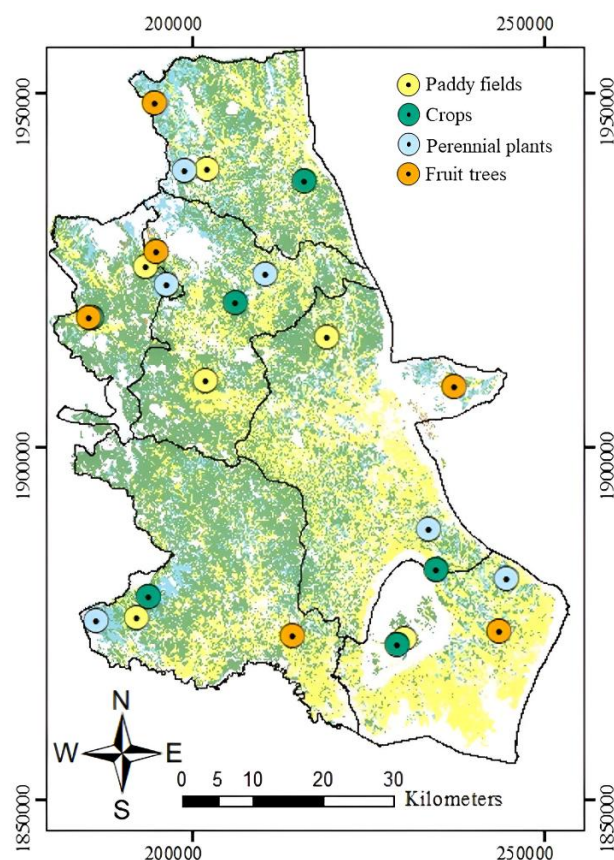 200000 250000
1950000 1950000
Paddy fields
Crops
Perennial plants
Fruit trees
1900000 1900000
N
W E
S
0 5 10 20 30
Kilometers
1850000 1850000
200000 250000